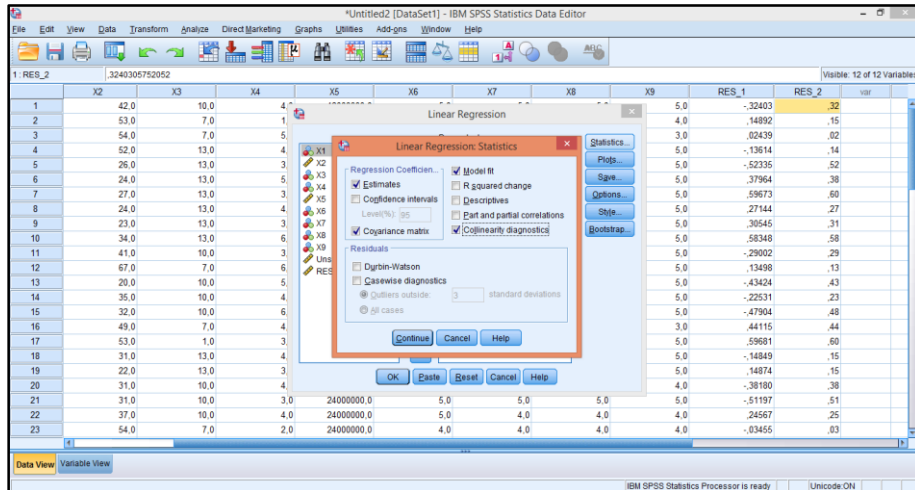 *Untitled2 [DataSet1] - IBM SPSS Statistics Data Editor
File Edit View Data Transform Analyze Direct Marketing Graphs Utilities Add-ons Window Help
1 : RES_2 ,3240305752052 Visible: 12 of 12 Variables
X2 X3 X4 X5 X6 X7 X8 X9 RES_1 RES_2 var
1 42,0 10,0 5,0 -,32403 ,32
2 53,0 7,0 4,0 ,14892 ,15
3 54,0 7,0 3,0 ,02439 ,02
4 52,0 13,0 5,0 -,13614 ,14
5 26,0 13,0 5,0 -,52335 ,52
6 24,0 13,0 5,0 ,37964 ,38
7 27,0 13,0 5,0 ,59673 ,60
8 24,0 13,0 5,0 ,27144 ,27
9 23,0 13,0 5,0 ,30545 ,31
10 34,0 13,0 5,0 ,58348 ,58
11 41,0 10,0 5,0 -,29002 ,29
12 67,0 7,0 5,0 ,13498 ,13
13 20,0 10,0 5,0 -,43424 ,43
14 35,0 10,0 5,0 -,22531 ,23
15 32,0 10,0 5,0 -,47904 ,48
16 49,0 7,0 3,0 ,44115 ,44
17 53,0 1,0 5,0 ,59681 ,60
18 31,0 13,0 5,0 -,14849 ,15
19 22,0 13,0 5,0 ,14874 ,15
20 31,0 10,0 4,0 -,38180 ,38
21 31,0 10,0 3,0 24000000,0 5,0 5,0 5,0 5,0 -,51197 ,51
22 37,0 10,0 4,0 24000000,0 5,0 4,0 4,0 4,0 ,24567 ,25
23 54,0 7,0 2,0 24000000,0 4,0 4,0 4,0 4,0 -,03455 ,03
Linear Regression
X1
X2
X3
X4
X5
X6
X7
X8
X9
Uns
RES
Statistics...
Plots...
Save...
Options...
Style...
Bootstrap...
OK Paste Reset Cancel Help
Linear Regression: Statistics
Regression Coefficien...
Estimates
Confidence intervals
Level(%): 95
Covariance matrix
Model fit
R squared change
Descriptives
Part and partial correlations
Collinearity diagnostics
Residuals
Durbin-Watson
Casewise diagnostics
Outliers outside: 3 standard deviations
All cases
Continue Cancel Help
Data View Variable View
IBM SPSS Statistics Processor is ready Unicode:ON